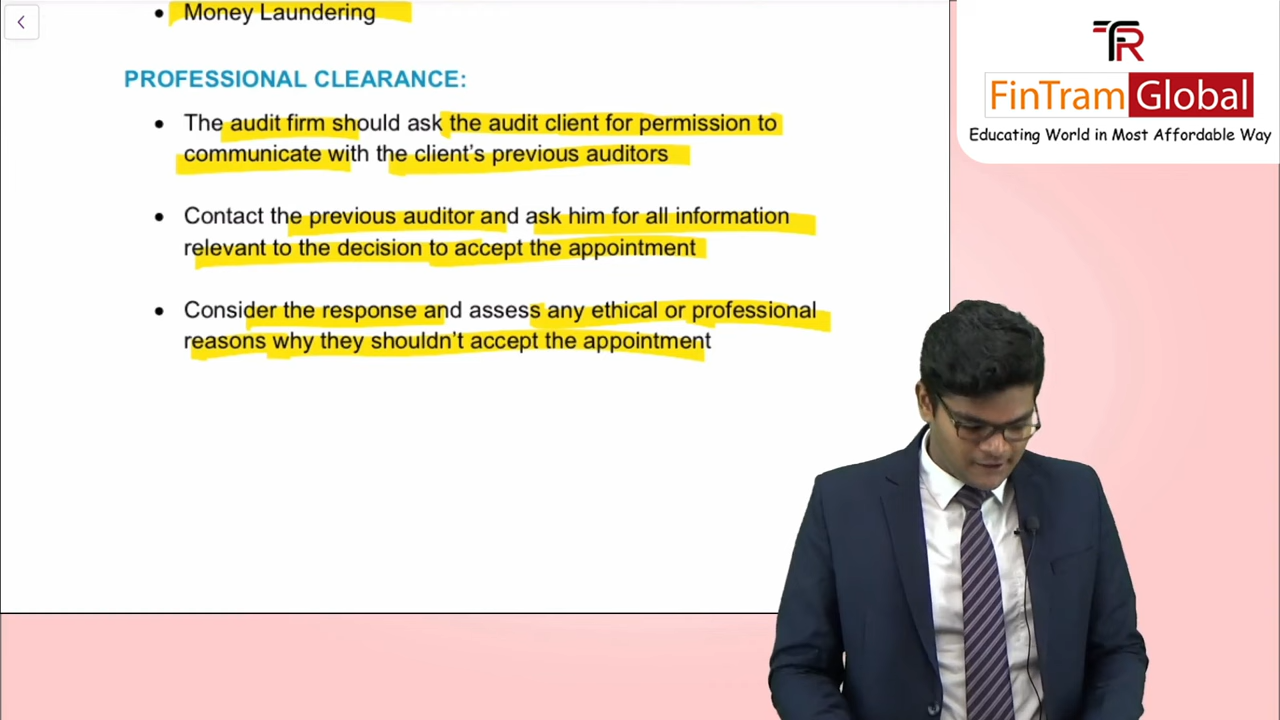 Money Laundering
PROFESSIONAL CLEARANCE:
The audit firm should ask the audit client for permission to
communicate with the client's previous auditors
Contact the previous auditor and ask him for all information
relevant to the decision to accept the appointment
Consider the response and assess any ethical or professional
reasons why they shouldn't accept the appointment
FR
FinTram Global
Educating World in Most Affordable Way